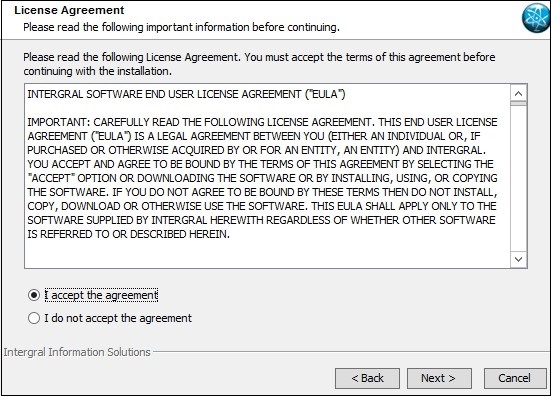 License Agreement
Please read the following important information before continuing.
Please read the following License Agreement. You must accept the terms of this agreement before
continuing with the installation.
INTERGRAL SOFTWARE END USER LICENSE AGREEMENT ("EULA")
IMPORTANT: CAREFULLY READ THE FOLLOWING LICENSE AGREEMENT. THIS END USER LICENSE
AGREEMENT ("EULA") IS A LEGAL AGREEMENT BETWEEN YOU (EITHER AN INDIVIDUAL OR, IF
PURCHASED OR OTHERWISE ACQUIRED BY OR FOR AN ENTITY, AN ENTITY) AND INTERGRAL.
YOU ACCEPT AND AGREE TO BE BOUND BY THE TERMS OF THIS AGREEMENT BY SELECTING THE
"ACCEPT" OPTION OR DOWNLOADING THE SOFTWARE OR BY INSTALLING, USING, OR COPYING
THE SOFTWARE. IF YOU DO NOT AGREE TO BE BOUND BY THESE TERMS THEN DO NOT INSTALL,
COPY, DOWNLOAD OR OTHERWISE USE THE SOFTWARE. THIS EULA SHALL APPLY ONLY TO THE
SOFTWARE SUPPLIED BY INTERGRAL HEREWITH REGARDLESS OF WHETHER OTHER SOFTWARE
IS REFERRED TO OR DESCRIBED HEREIN.
I accept the agreement
I do not accept the agreement
Intergral Information Solutions
< Back Next > Cancel